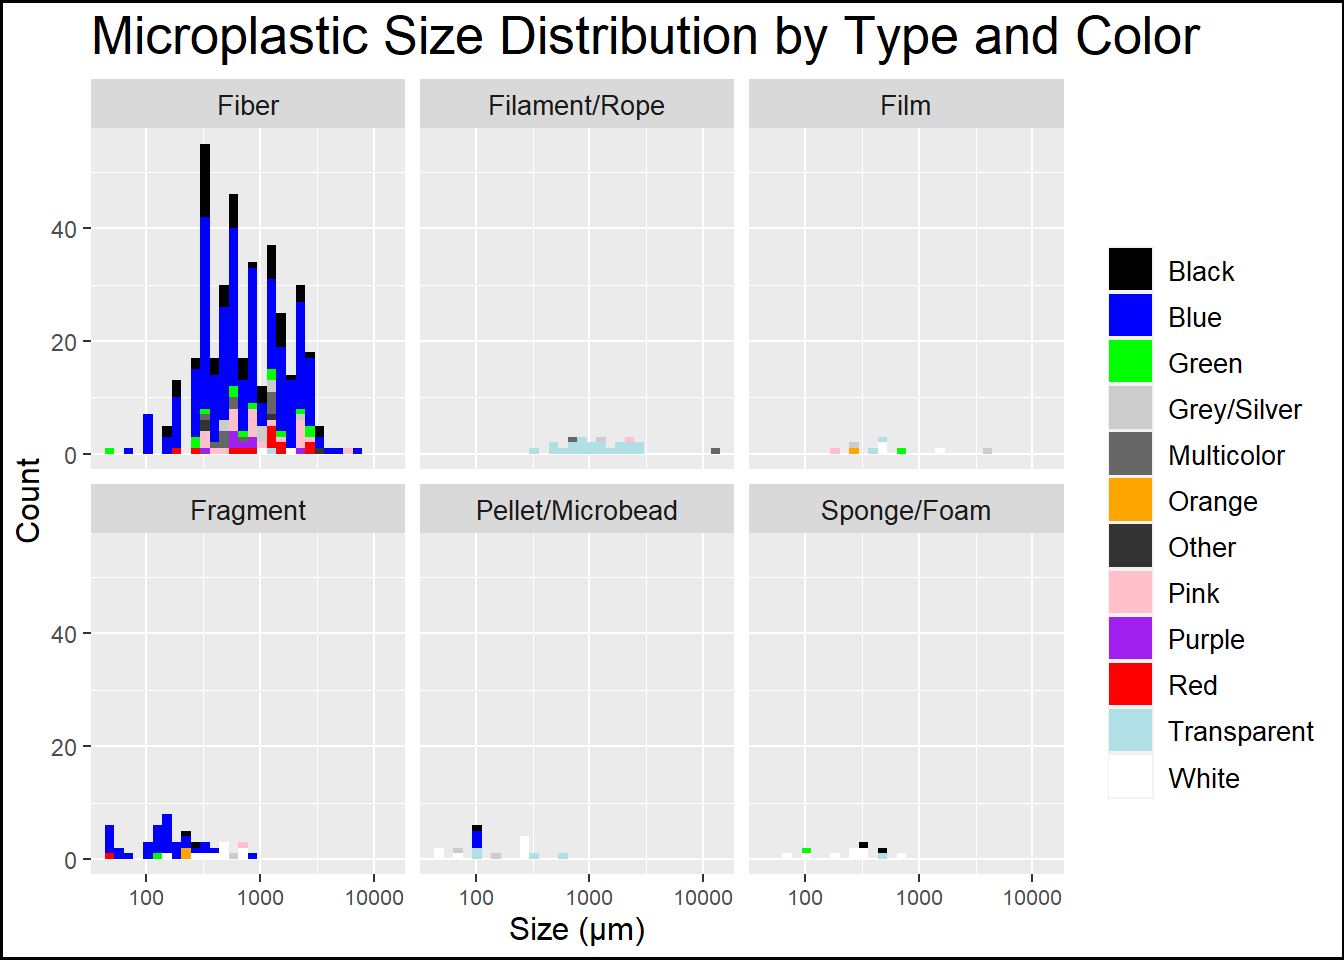 Microplastic Size Distribution by Type and Color
Fiber
Filament/Rope
Film
40
20
0
Fragment
Pellet/Microbead
Sponge/Foam
40
20
0
100
1000
10000
100
1000
10000
100
1000
10000
Size (µm)
Count
Black
Blue
Green
Grey/Silver
Multicolor
Orange
Other
Pink
Purple
Red
Transparent
White